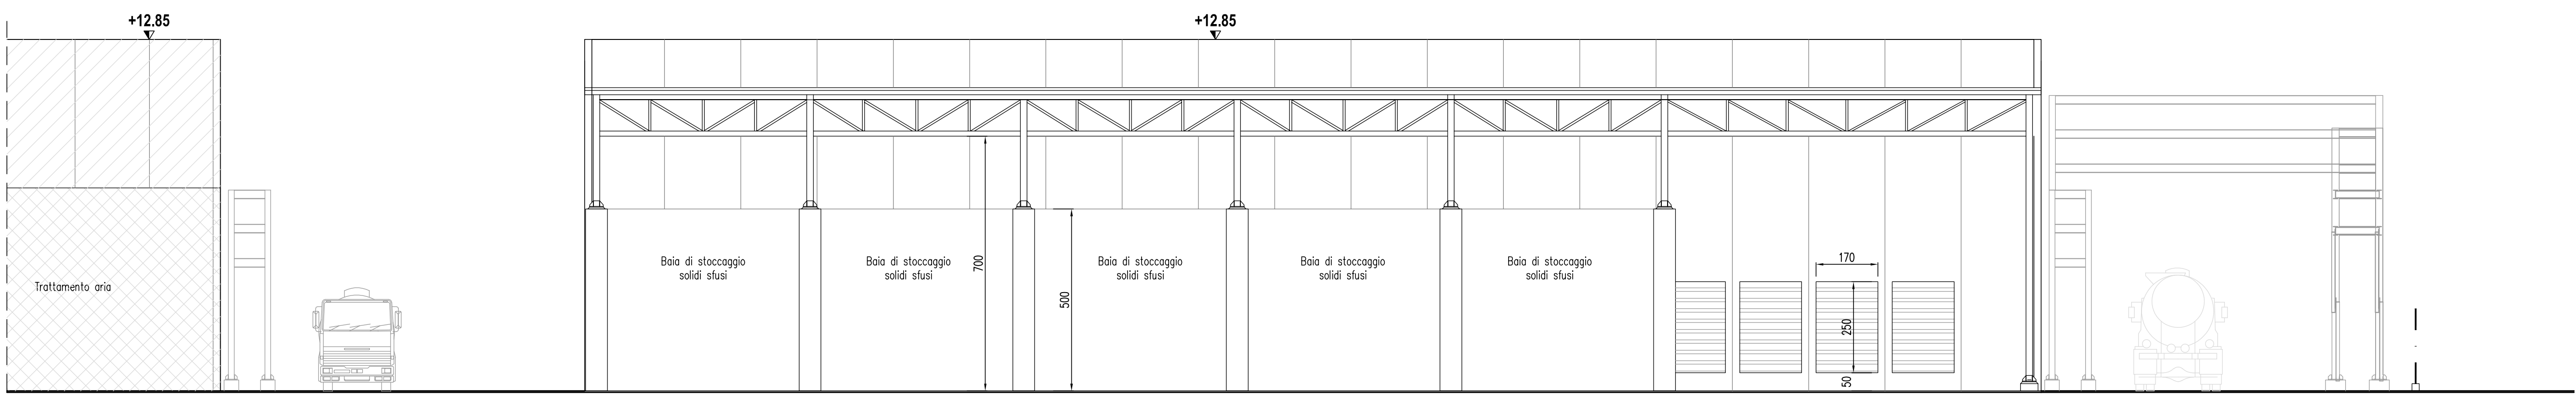 +12.85
+12.85
Trattamento aria
Baia di stoccaggio
solidi sfusi
Baia di stoccaggio
solidi sfusi
700
500
Baia di stoccaggio
solidi sfusi
Baia di stoccaggio
solidi sfusi
Baia di stoccaggio
solidi sfusi
170
250
50